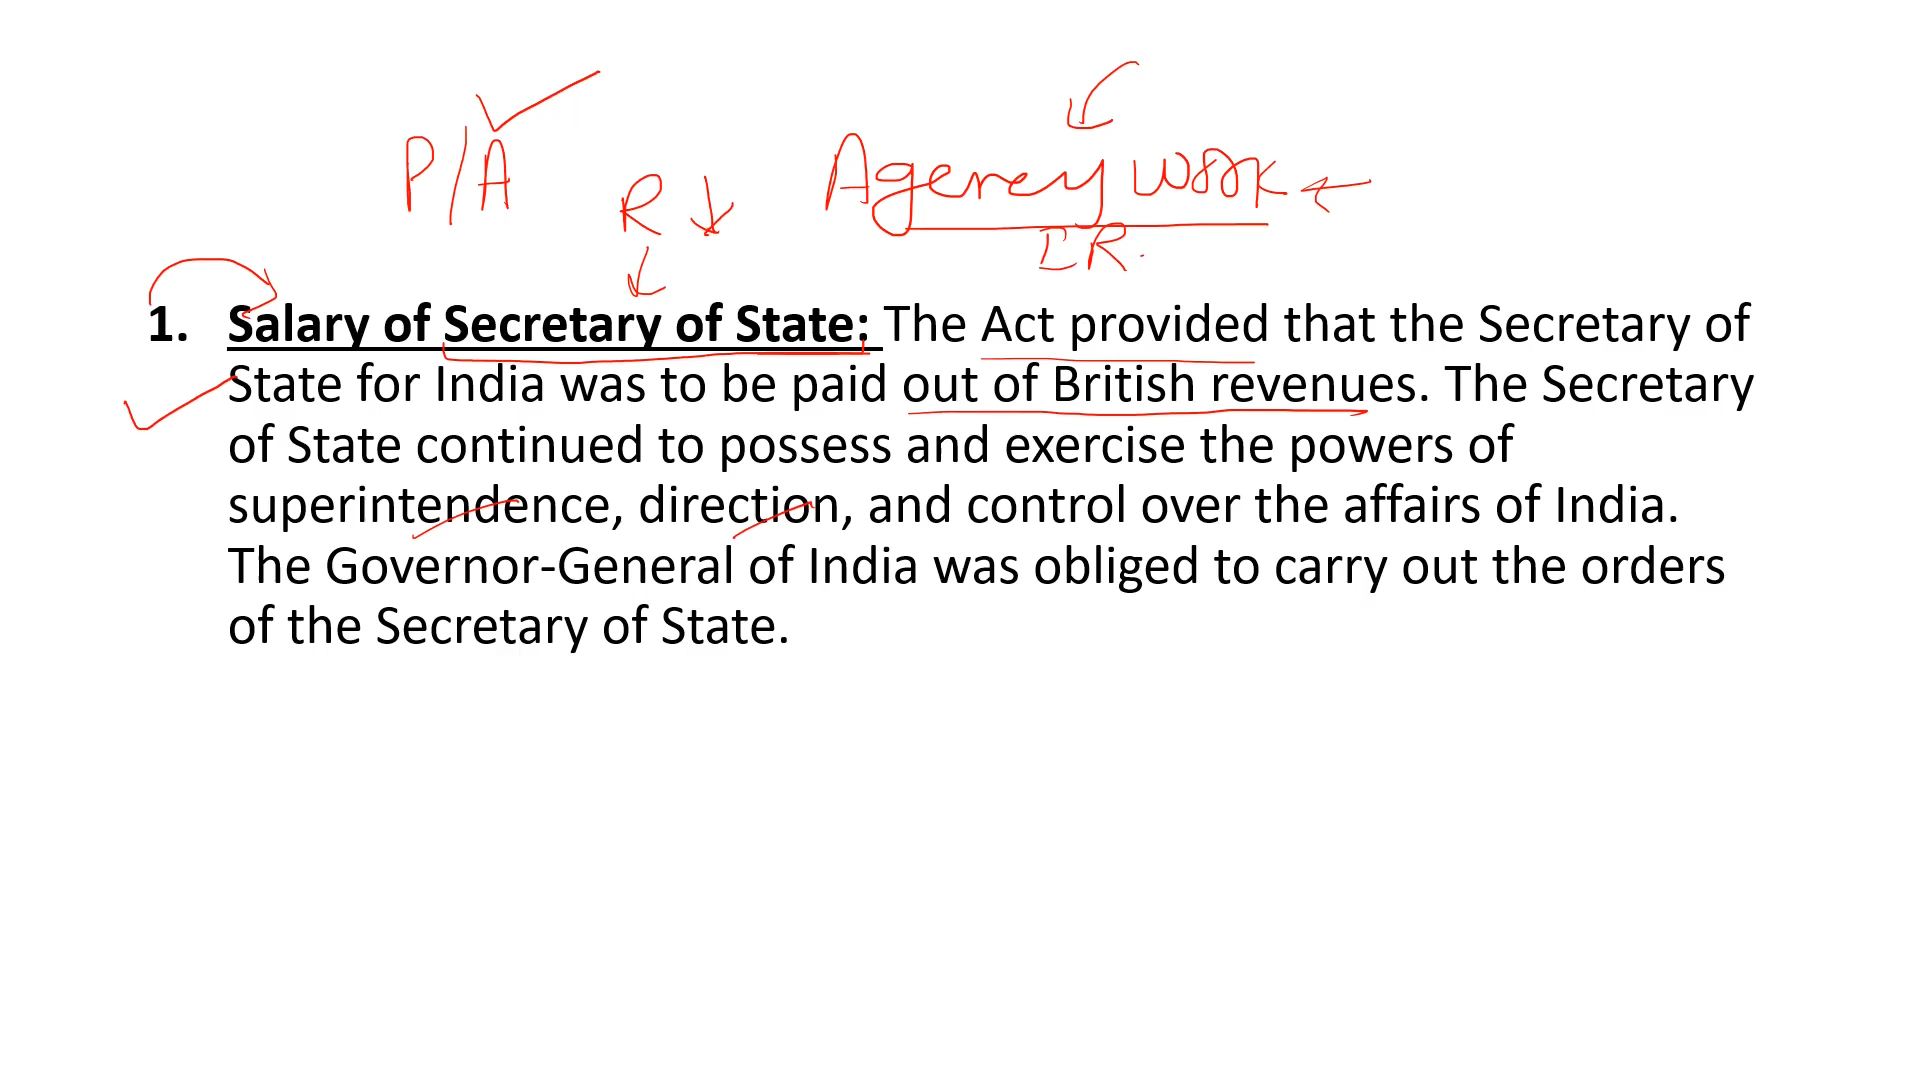 P/A
R
Agency work
I R.
1. Salary of Secretary of State: The Act provided that the Secretary of
State for India was to be paid out of British revenues. The Secretary
of State continued to possess and exercise the powers of
superintendence, direction, and control over the affairs of India.
The Governor-General of India was obliged to carry out the orders
of the Secretary of State.